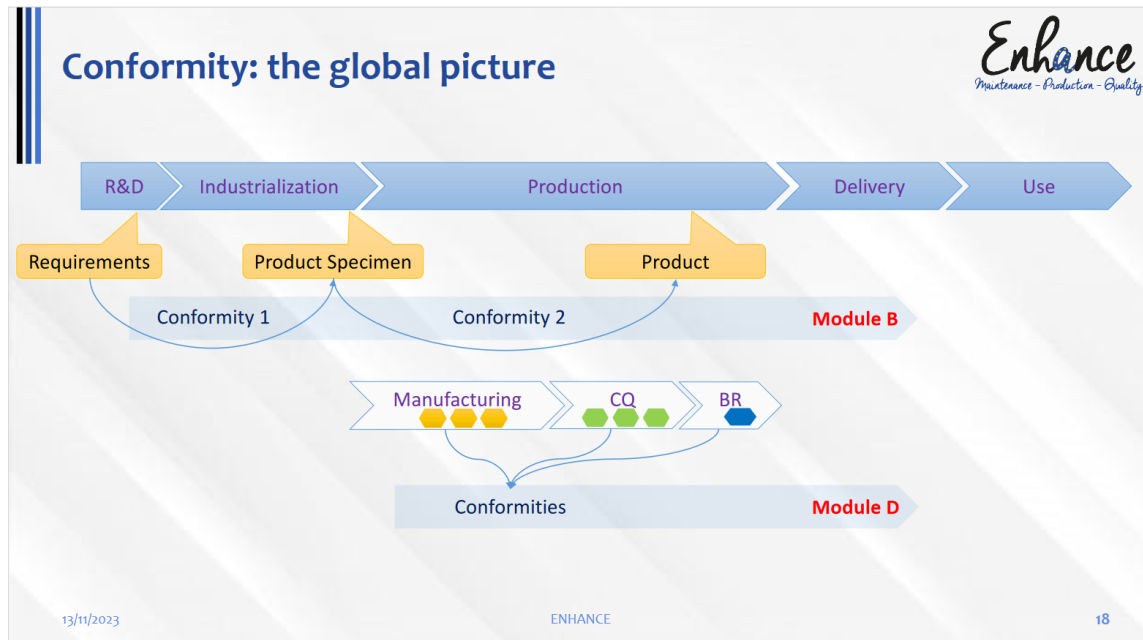 Conformity: the global picture
Enhance
Maintenance - Production - Quality
R&D
Industrialization
Production
Delivery
Use
Requirements
Product Specimen
Product
Conformity 1
Conformity 2
Module B
Manufacturing
CQ
BR
Conformities
Module D
13/11/2023
ENHANCE
18